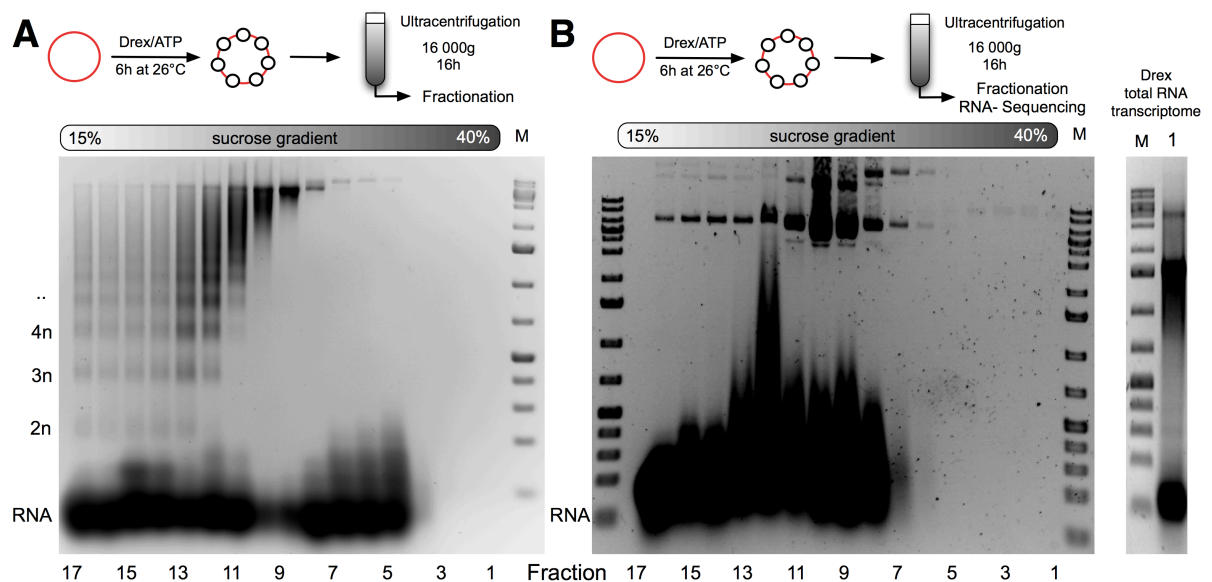 A
Drex/ATP
6h at 26°C
Ultracentrifugation
16 000g
16h
Fractionation
15% sucrose gradient 40% M
..
4n
3n
2n
RNA
17 15 13 11 9 7 5 3 1
B
Drex/ATP
6h at 26°C
Ultracentrifugation
16 000g
16h
Fractionation
RNA- Sequencing
15% sucrose gradient 40% M
RNA
Fraction 17 15 13 11 9 7 5 3 1
Drex
total RNA
transcriptome
M 1